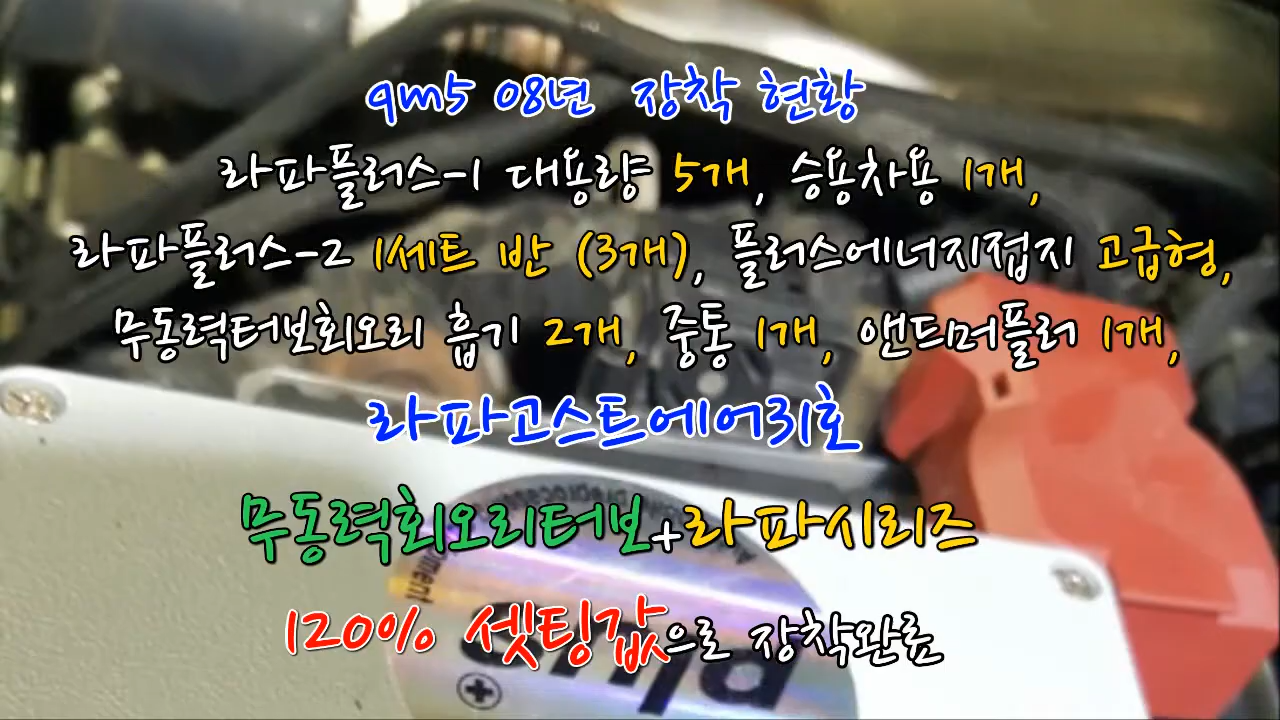 qm5 08년 장착 현황
라파플러스-1 대용량 5개, 승용차용 1개,
라파플러스-2 1세트 반 (3개), 플러스에너지접지 고급형,
무동력터보회오리 흡기 2개, 중통 1개, 앤드머플러 1개,
라파고스트에어31호
무동력회오리터보+라파시리즈
120% 셋팅값으로 장착완료
plus